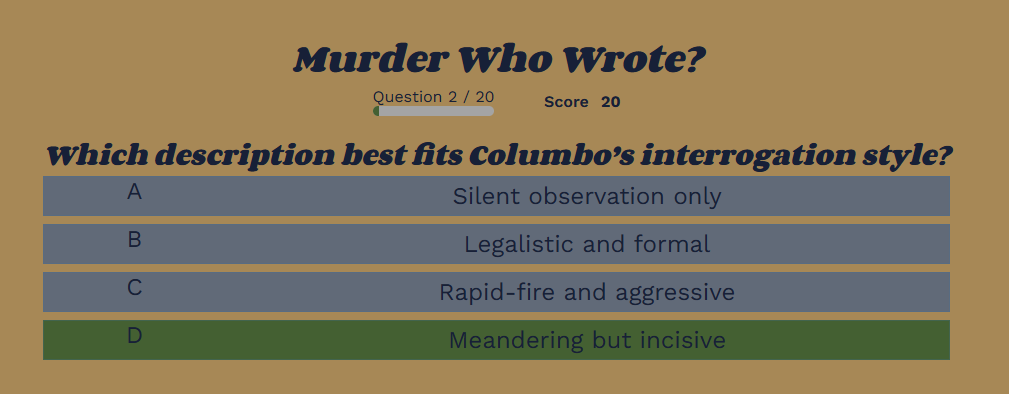 Murder Who Wrote?
Question 2 / 20
Score 20
Which description best fits Columbo’s interrogation style?
A Silent observation only
B Legalistic and formal
C Rapid-fire and aggressive
D Meandering but incisive